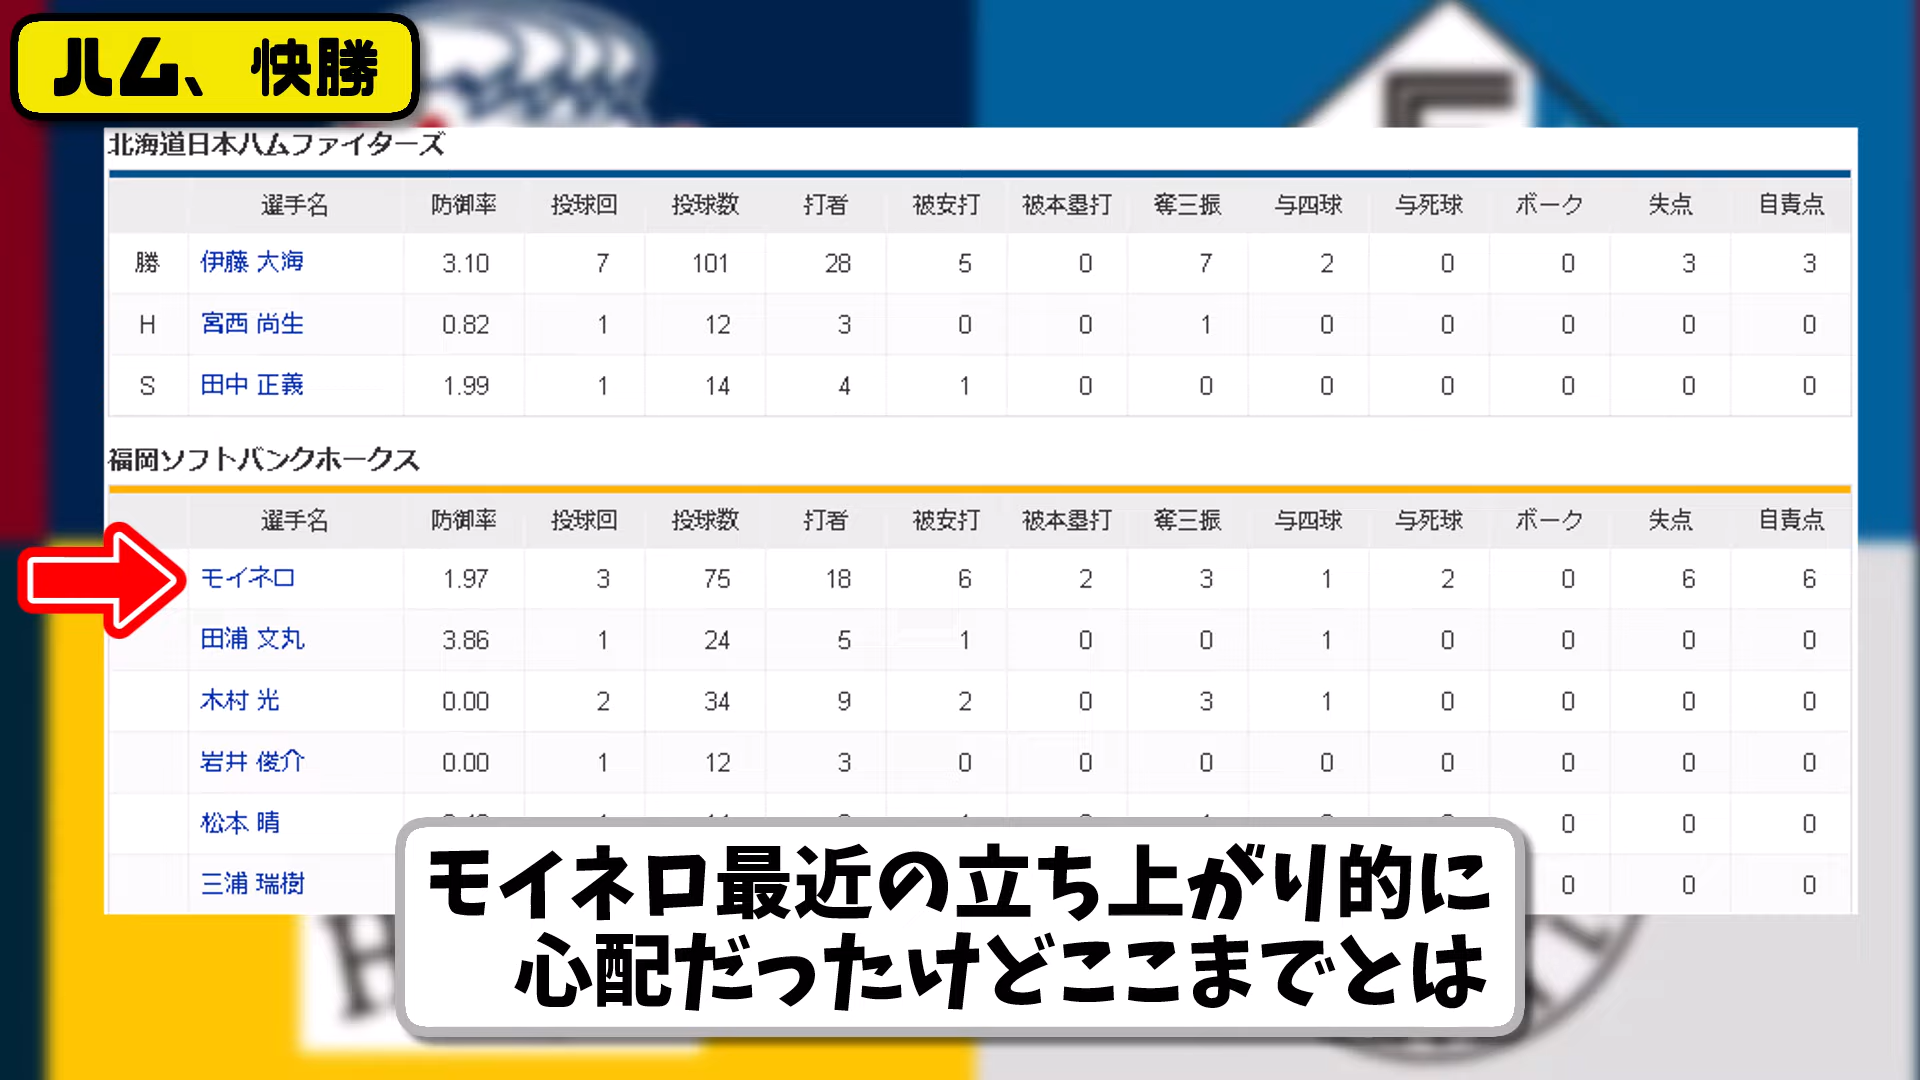 ハム、快勝
北海道日本ハムファイターズ
選手名 防御率 投球回 投球数 打者 被安打 被本塁打 奪三振 与四球 与死球 ボーク 失点 自責点
勝 伊藤 大海 3.10 7 101 28 5 0 7 2 0 0 3 3
H 宮西 尚生 0.82 1 12 3 0 0 1 0 0 0 0 0
S 田中 正義 1.99 1 14 4 1 0 0 0 0 0 0 0
福岡ソフトバンクホークス
選手名 防御率 投球回 投球数 打者 被安打 被本塁打 奪三振 与四球 与死球 ボーク 失点 自責点
モイネロ 1.97 3 75 18 6 2 3 1 2 0 6 6
田浦 文丸 3.86 1 24 5 1 0 0 1 0 0 0 0
木村 光 0.00 2 34 9 2 0 3 1 0 0 0 0
岩井 俊介 0.00 1 12 3 0 0 0 0 0 0 0 0
松本 晴 0 0 0
三浦 瑞樹 0 0 0
モイネロ最近の立ち上がり的に
心配だったけどここまでとは